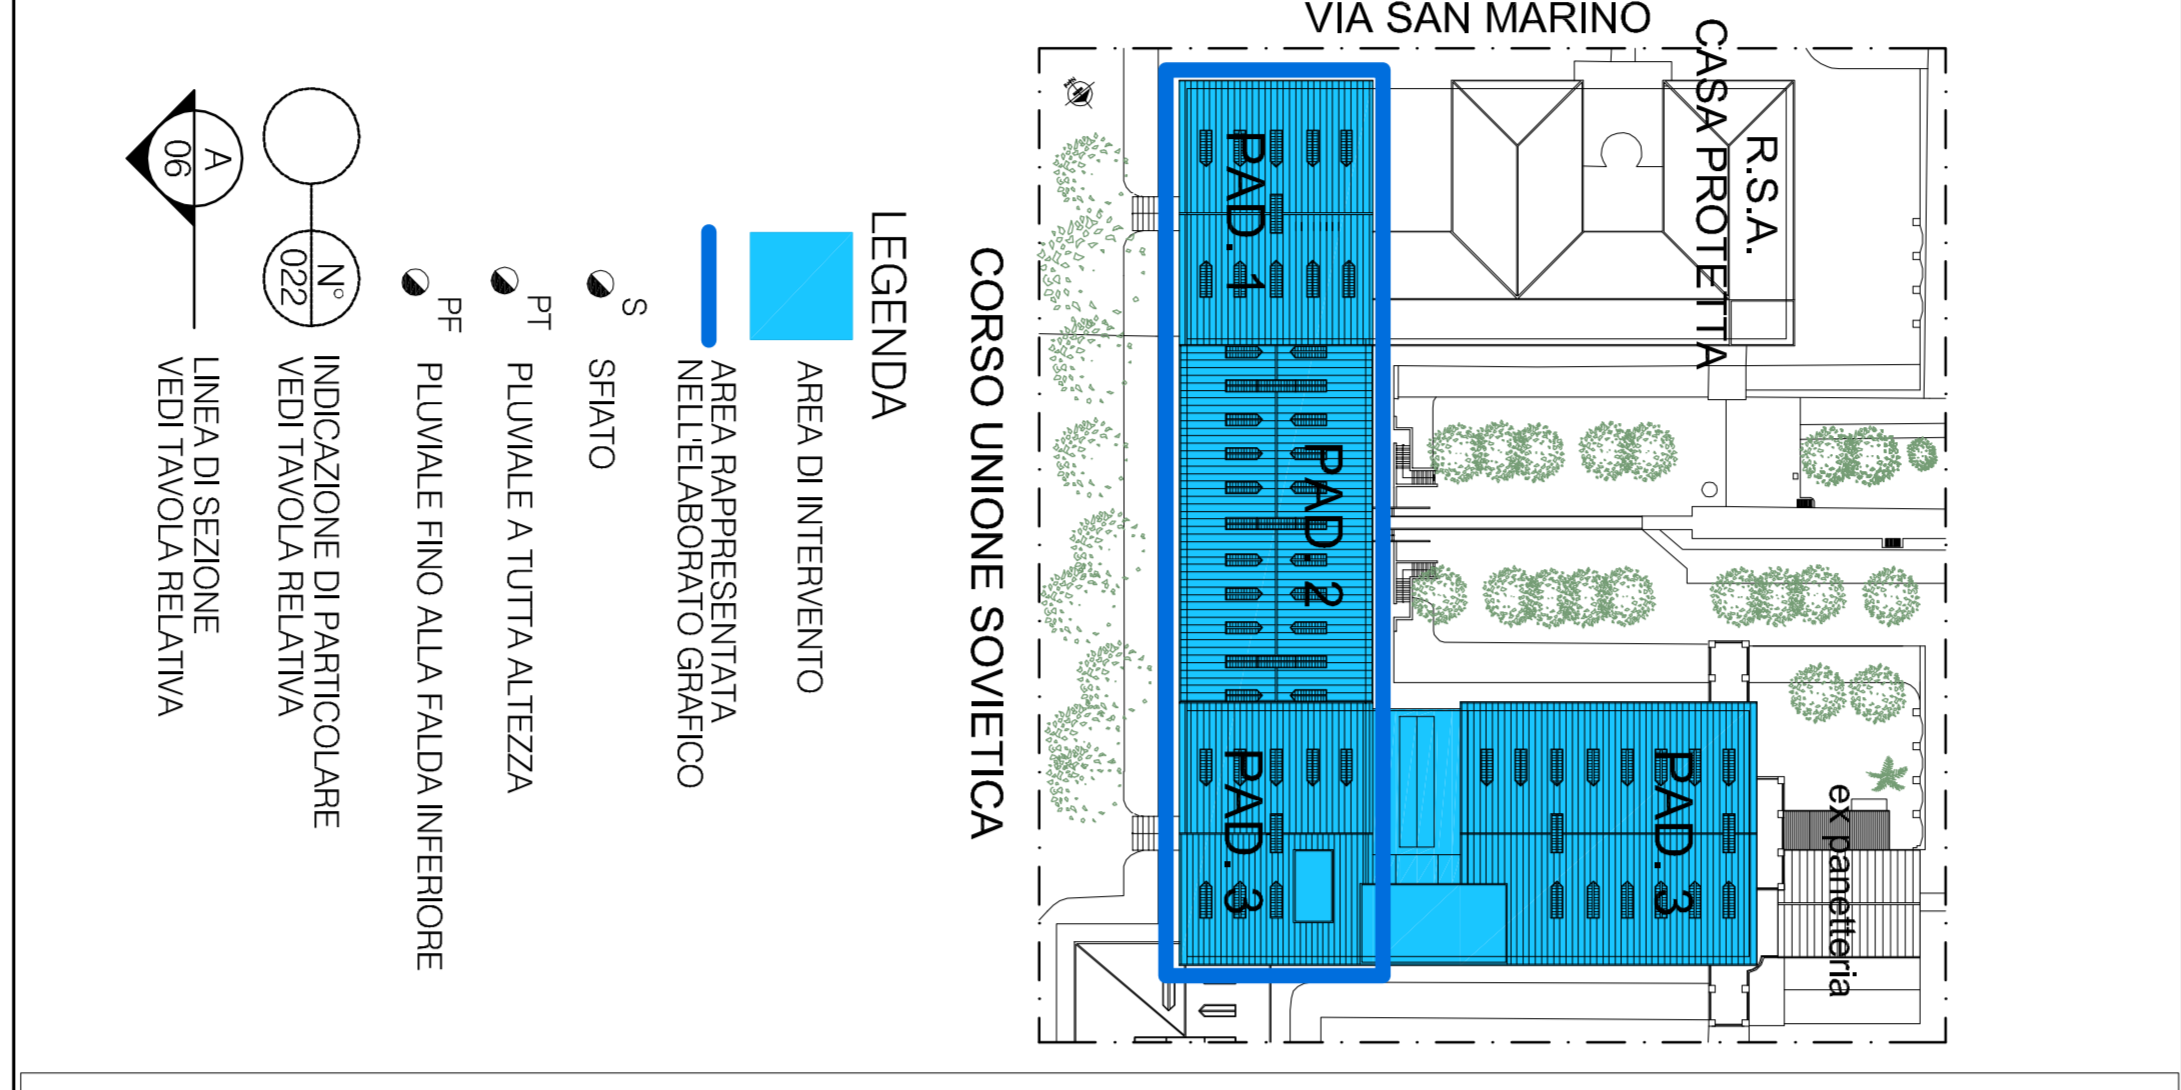 VIA SAN MARINO
R.S.A.
CASA PROTETTA
PAD. 1
PAD. 2
PAD. 3
PAD. 3
ex panetteria
CORSO UNIONE SOVIETICA
LEGENDA
AREA DI INTERVENTO
AREA RAPPRESENTATA
NELL'ELABORATO GRAFICO
S
SFIATO
PT
PLUVIALE A TUTTA ALTEZZA
PF
PLUVIALE FINO ALLA FALDA INFERIORE
N°
022
INDICAZIONE DI PARTICOLARE
VEDI TAVOLA RELATIVA
A
06
LINEA DI SEZIONE
VEDI TAVOLA RELATIVA